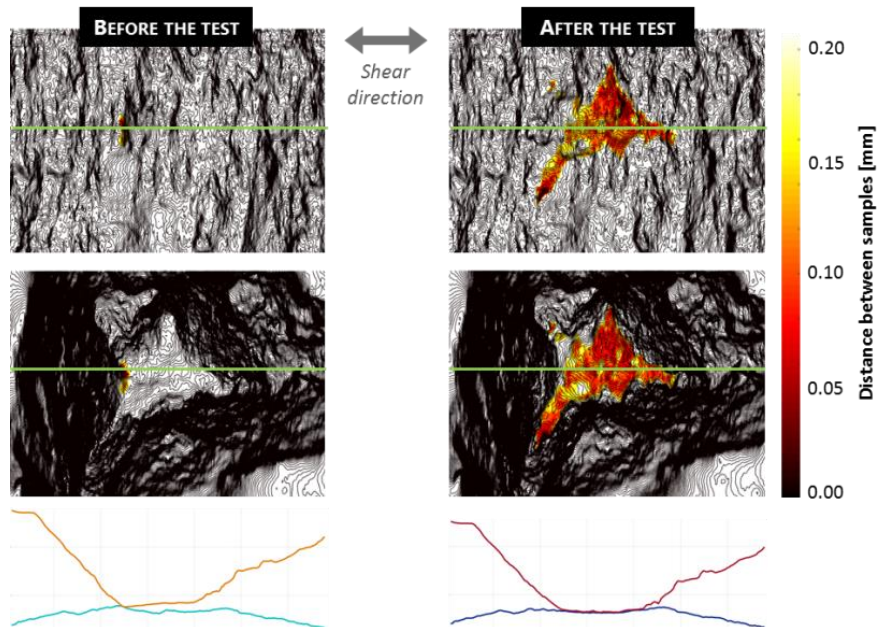 BEFORE THE TEST
AFTER THE TEST
Shear
direction
0.20
0.15
0.10
0.05
0.00
Distance between samples [mm]